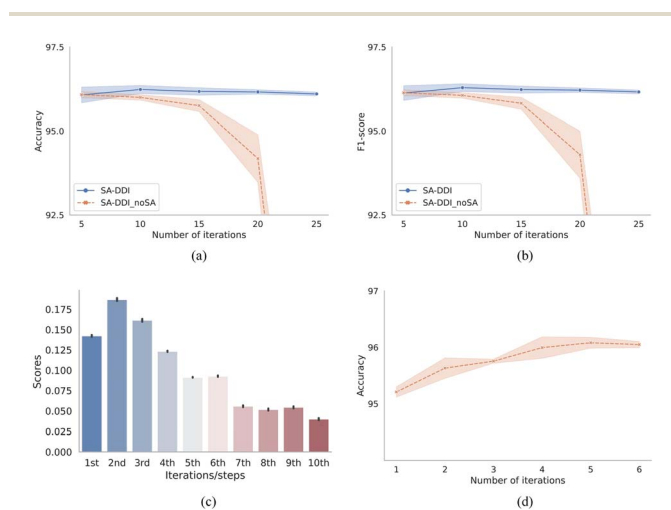 97.5
95.0
92.5
Accuracy
SA-DDI
SA-DDI_noSA
5 10 15 20 25
Number of iterations
(a)
97.5
95.0
92.5
F1-score
SA-DDI
SA-DDI_noSA
5 10 15 20 25
Number of iterations
(b)
0.175
0.150
0.125
0.100
0.075
0.050
0.025
0.000
Scores
1st 2nd 3rd 4th 5th 6th 7th 8th 9th 10th
Iterations/steps
(c)
97
96
95
Accuracy
1 2 3 4 5 6
Number of iterations
(d)